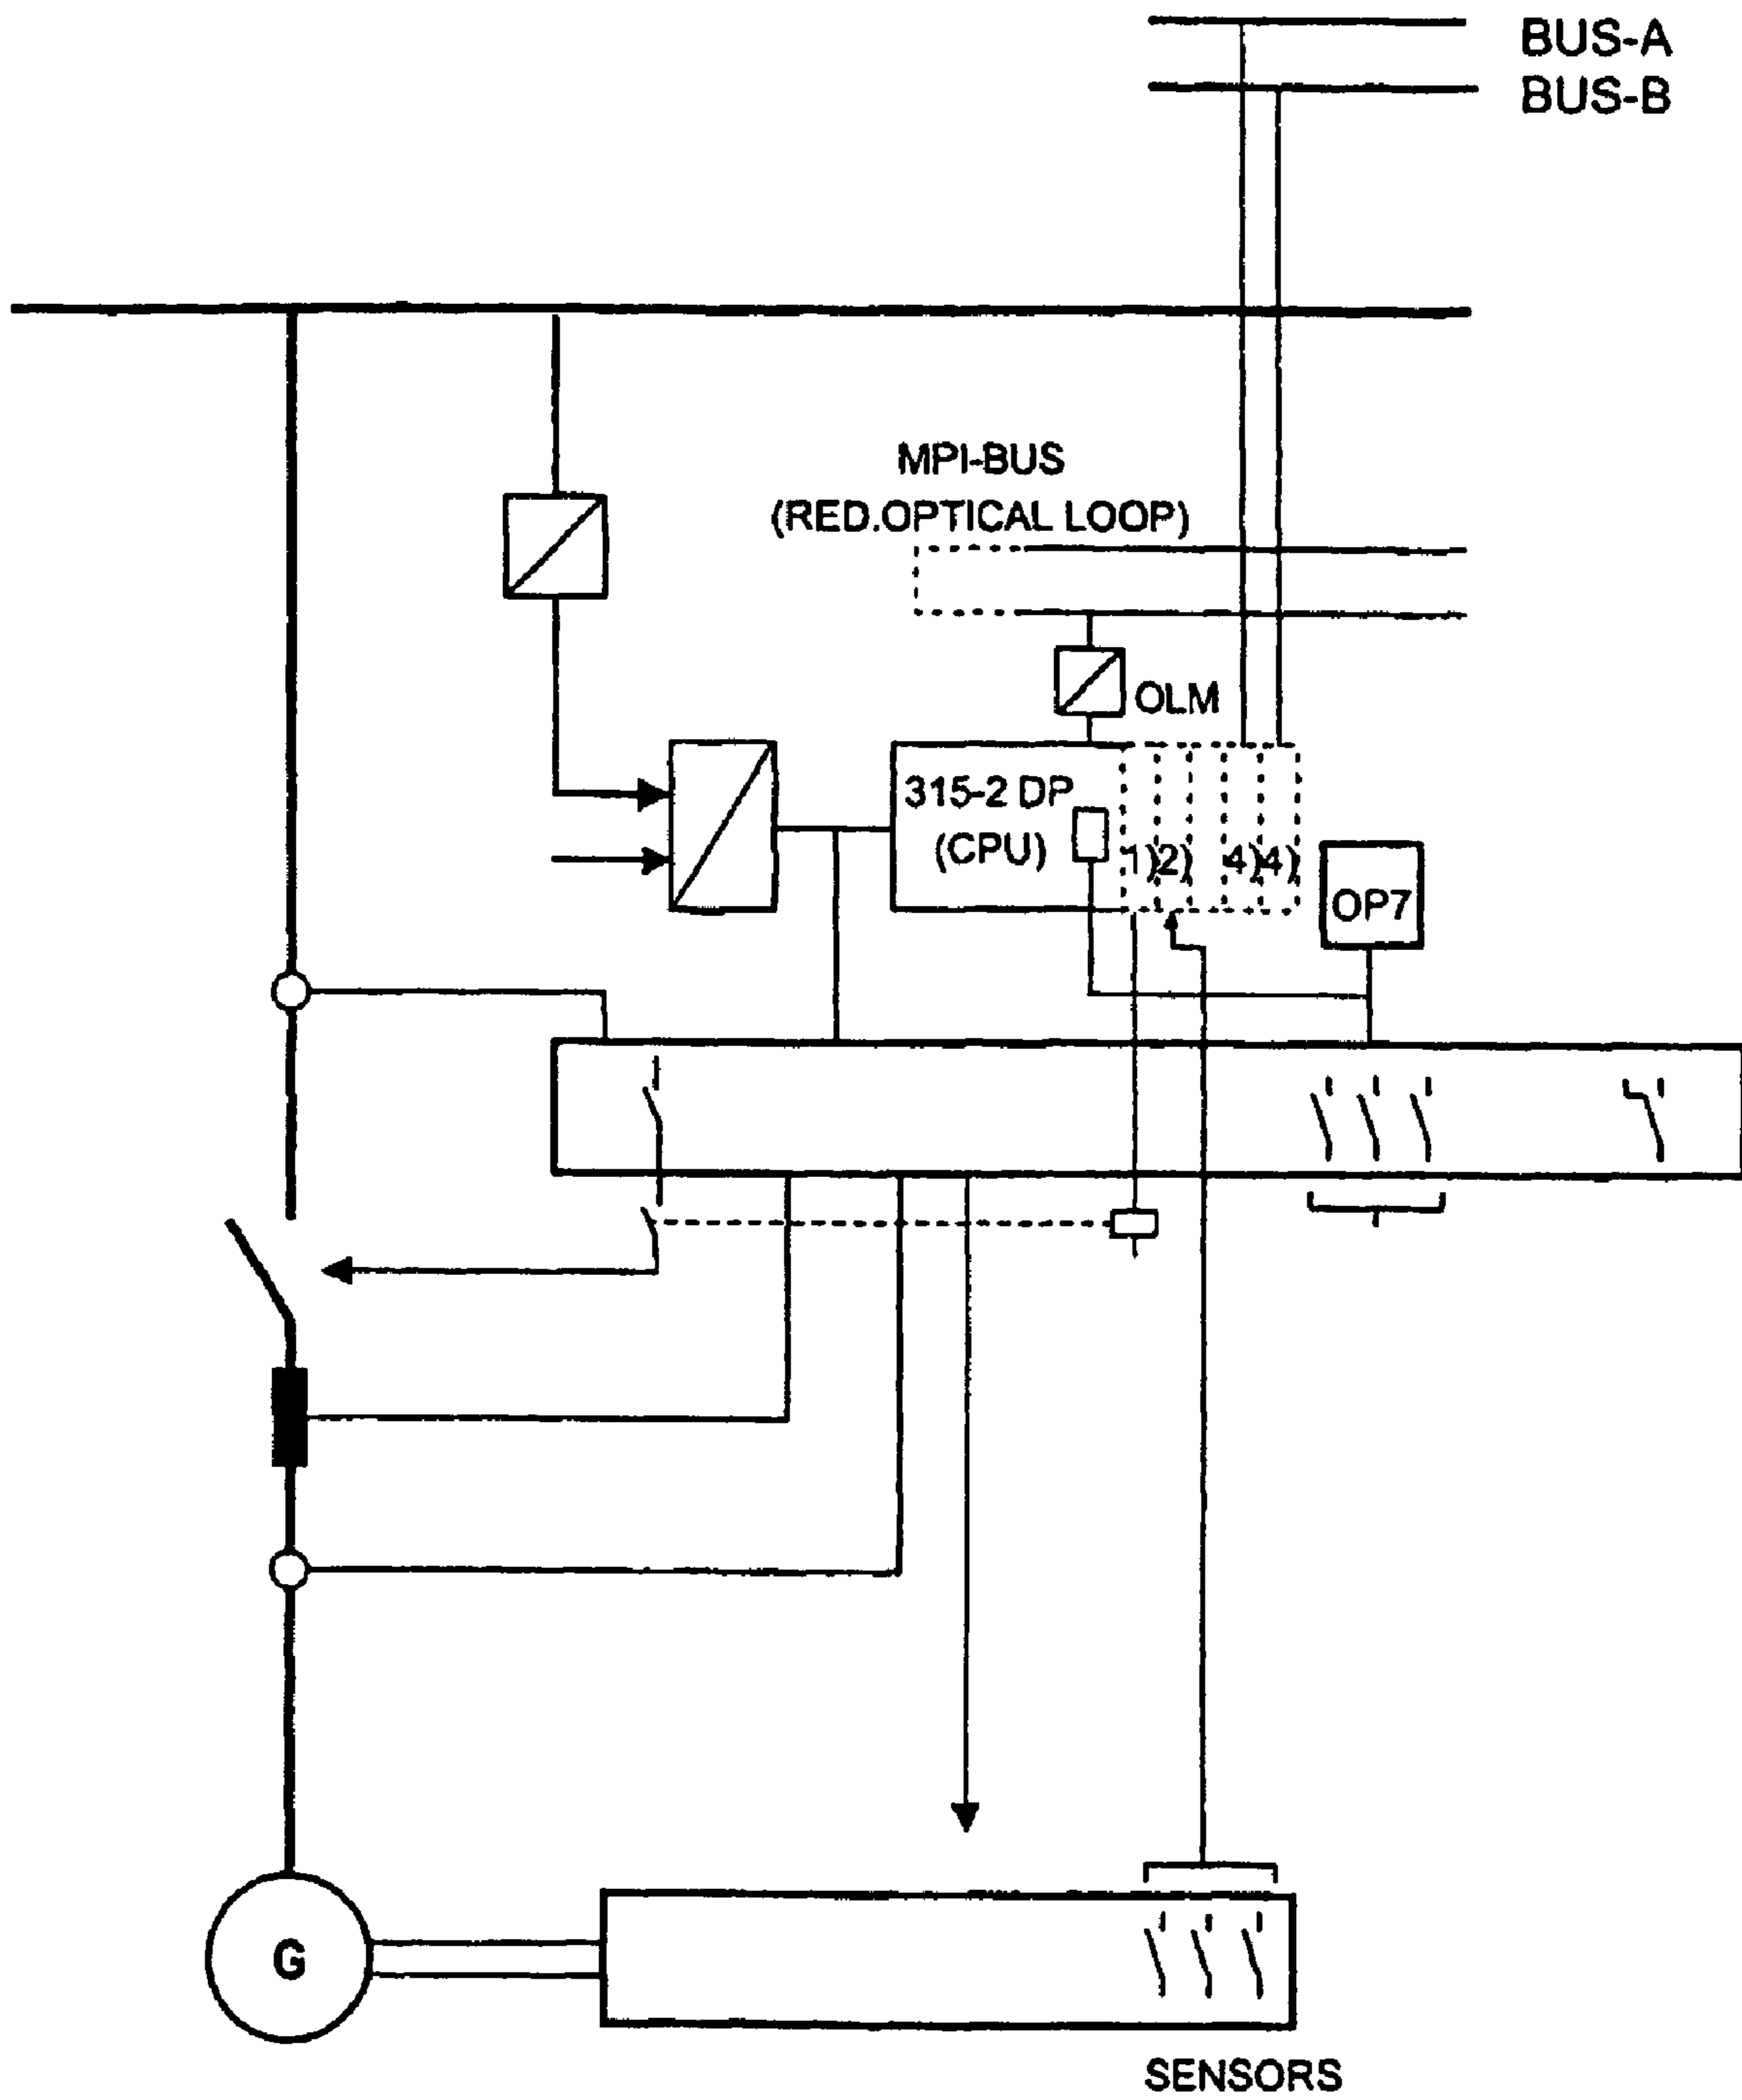 BUS-A
BUS-B
MPI-BUS
(RED.OPTICAL LOOP)
OLM
315-2 DP
(CPU)
1)2) 4)4)
OP7
G
SENSORS